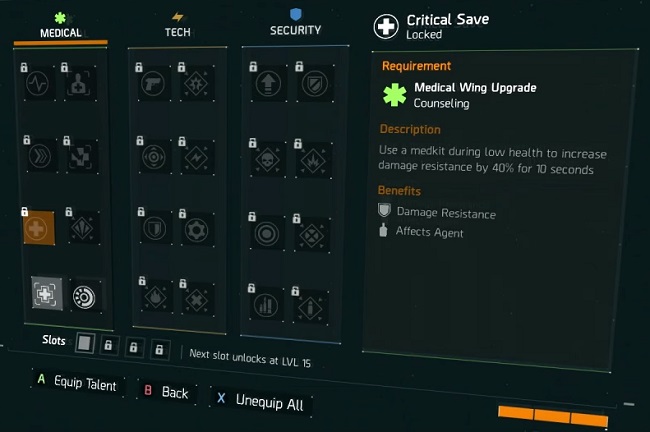 MEDICAL
TECH
SECURITY
Critical Save
Locked
Requirement
Medical Wing Upgrade
Counseling
Description
Use a medkit during low health to increase
damage resistance by 40% for 10 seconds
Benefits
Damage Resistance
Affects Agent
Slots
Next slot unlocks at LVL 15
A Equip Talent
B Back
X Unequip All